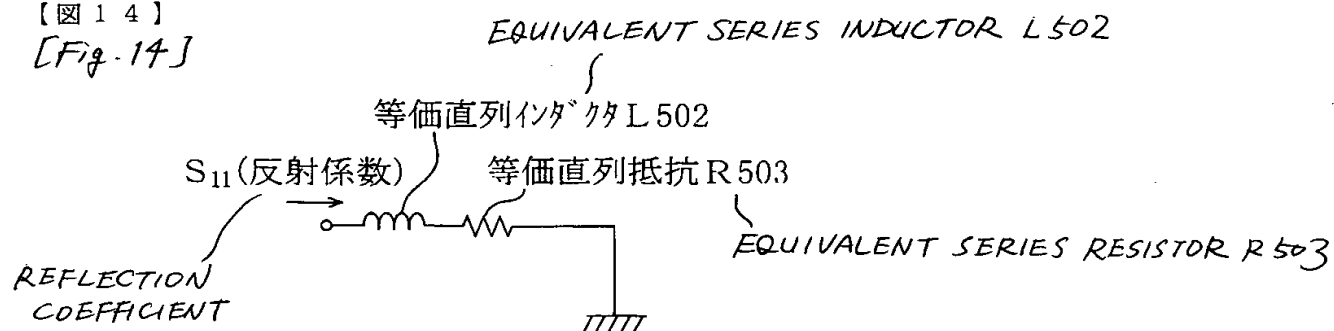 【図14】
[Fig. 14]
EQUIVALENT SERIES INDUCTOR L502
等価直列インダクタL502
S₁₁(反射係数)
等価直列抵抗R503
EQUIVALENT SERIES RESISTOR R503
REFLECTION
COEFFICIENT